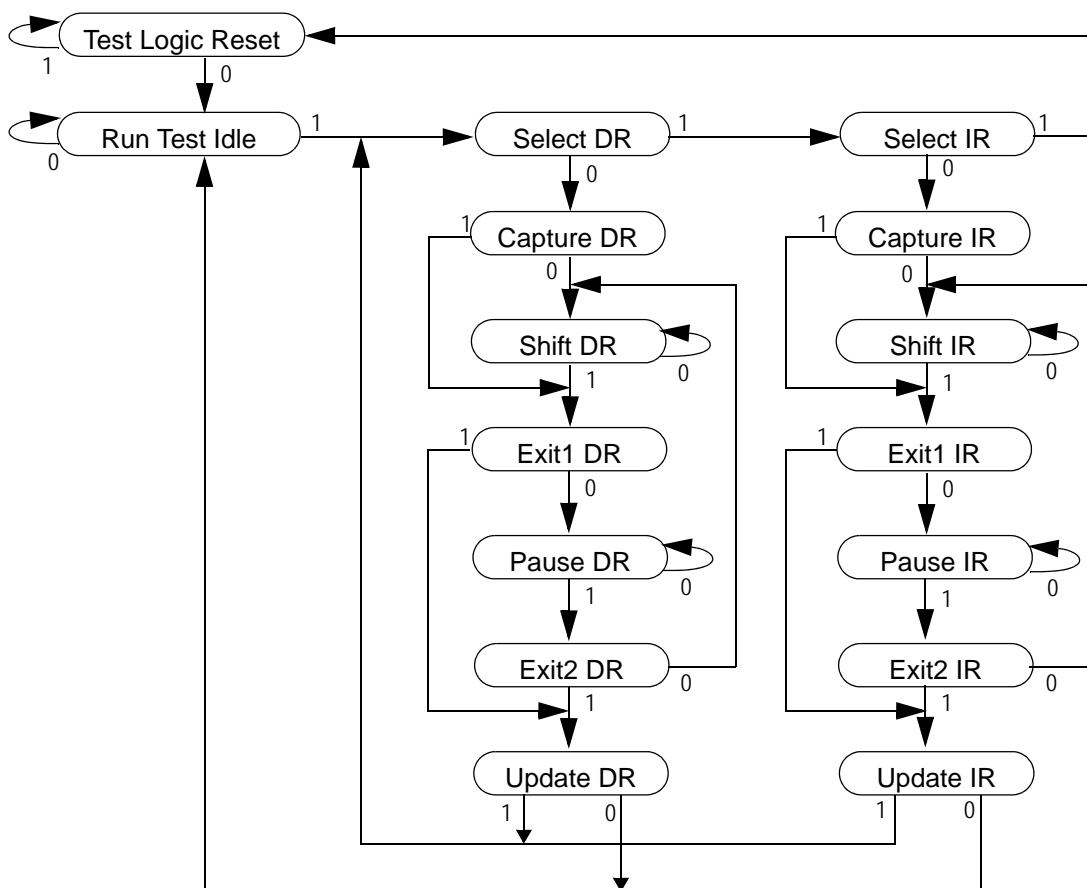 Test Logic Reset
1
0
Run Test Idle
0
1
Select DR
1
0
Select IR
1
0
1
Capture DR
0
1
Capture IR
0
Shift DR
0
1
Shift IR
0
1
1
Exit1 DR
0
1
Exit1 IR
0
Pause DR
0
1
Pause IR
0
1
Exit2 DR
0
1
Exit2 IR
0
1
Update DR
1
0
Update IR
1
0